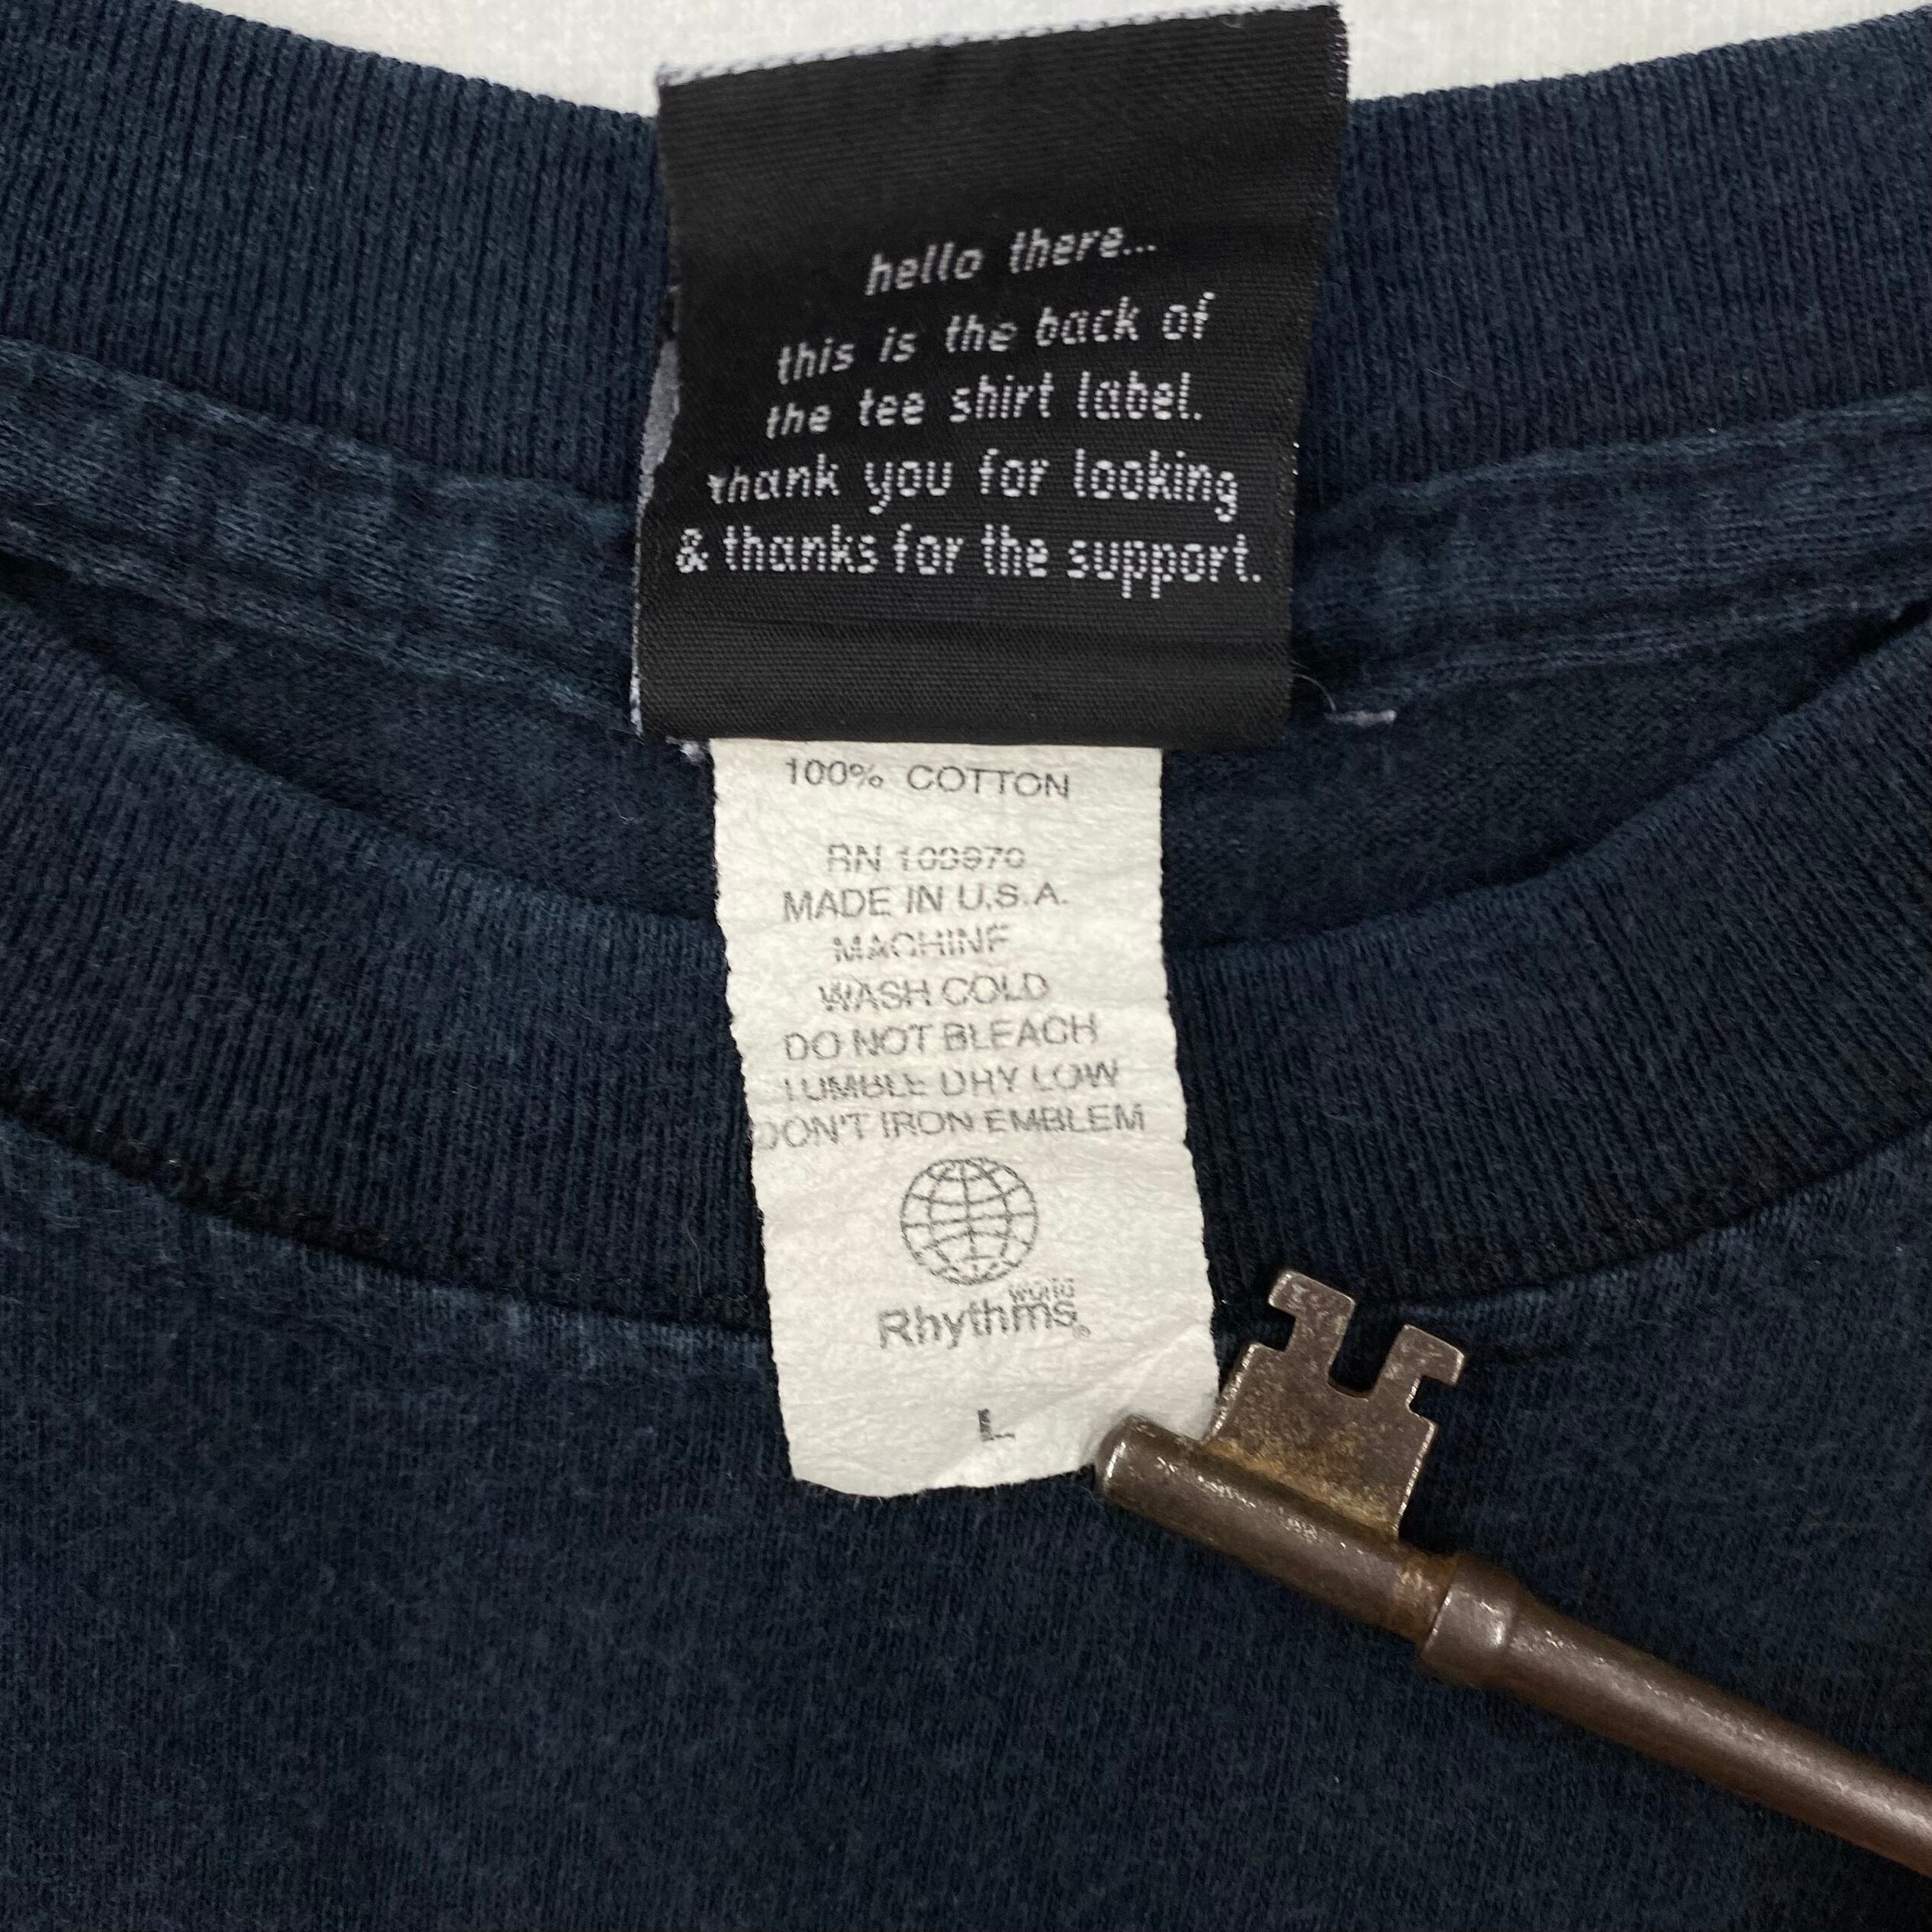 hello there...
this is the back of
the tee shirt label.
thank you for looking
& thanks for the support.
100% COTTON
RN
MADE IN U.S.A.
MACHINE
WASH COLD
DO NOT BLEACH
TUMBLE DRY LOW
DON'T IRON EMBLEM
world
Rhythms®
L